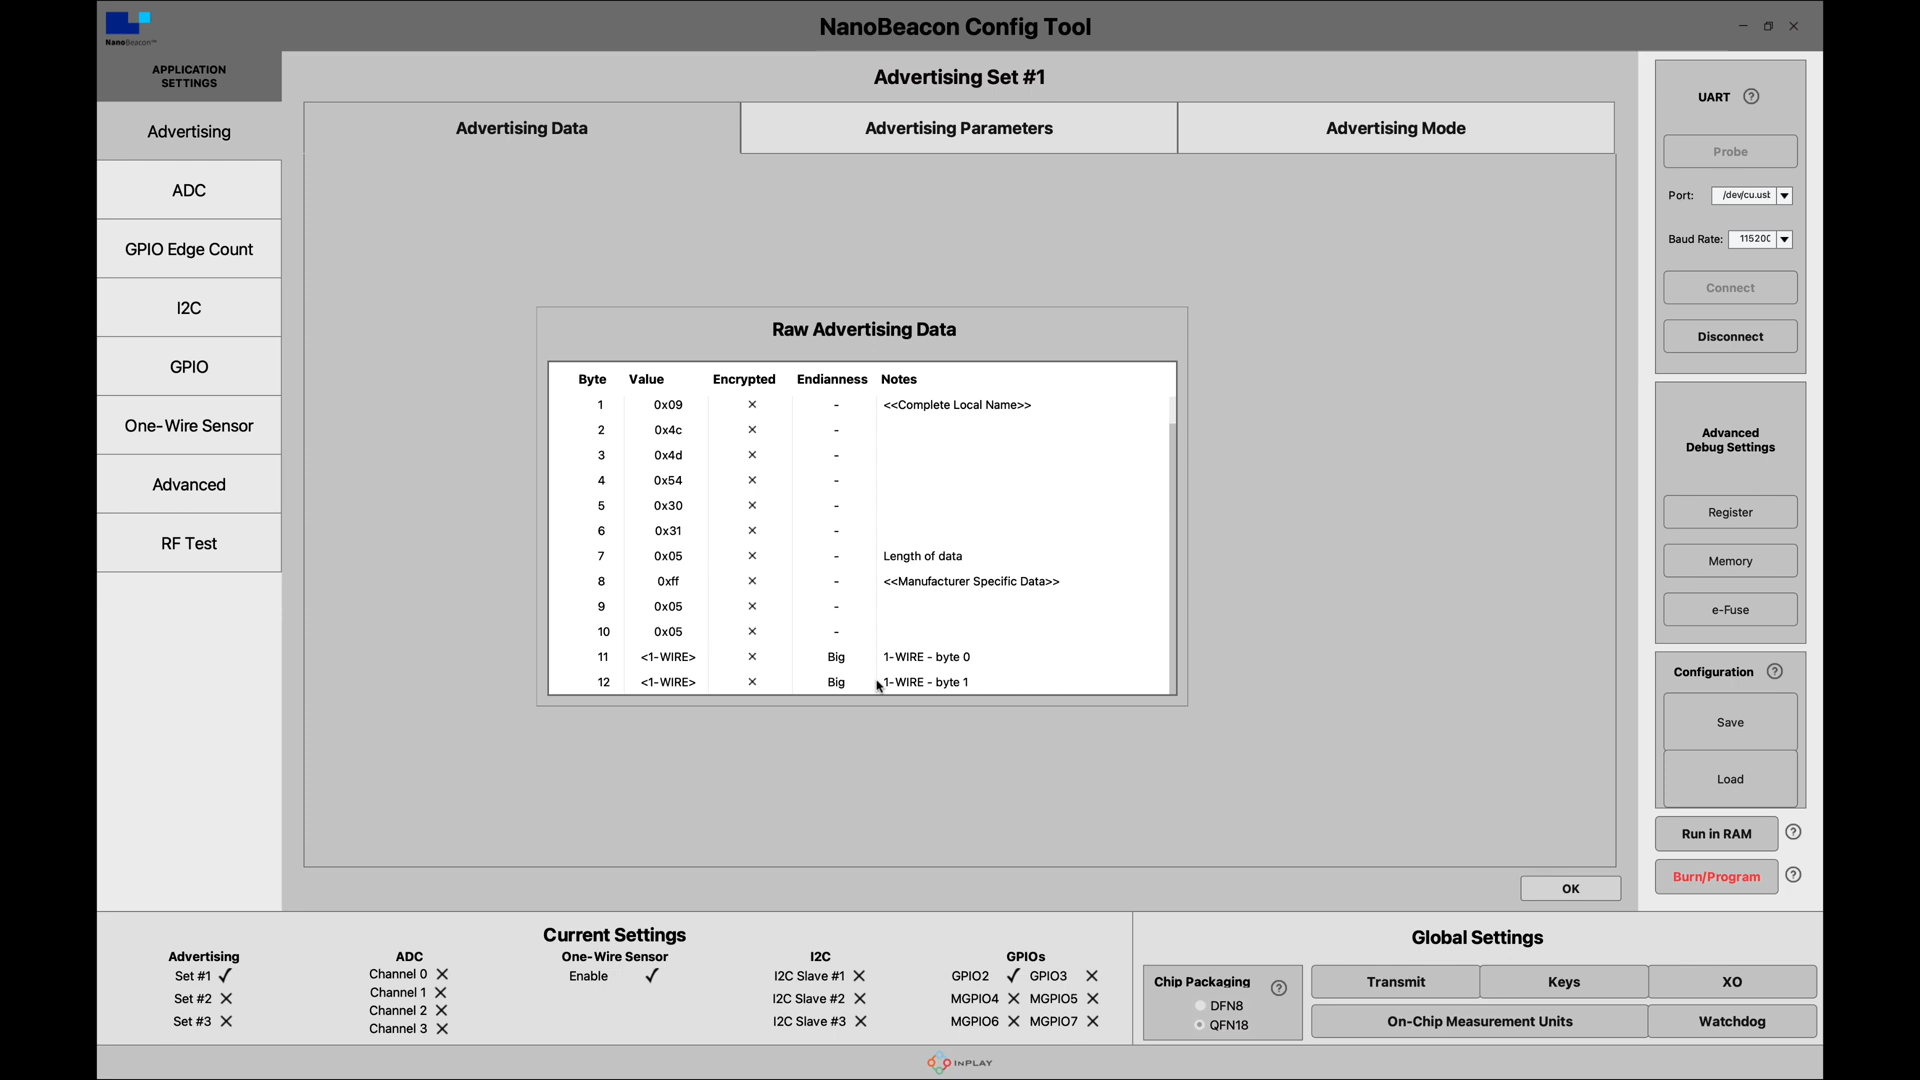 NanoBeacon Config Tool
NanoBeacon™
APPLICATION
SETTINGS
Advertising
ADC
GPIO Edge Count
I2C
GPIO
One-Wire Sensor
Advanced
RF Test
Advertising Set #1
Advertising Data
Advertising Parameters
Advertising Mode
Raw Advertising Data
Byte Value Encrypted Endianness Notes
1 0x09 × - <<Complete Local Name>>
2 0x4c × -
3 0x4d × -
4 0x54 × -
5 0x30 × -
6 0x31 × -
7 0x05 × - Length of data
8 0xff × - <<Manufacturer Specific Data>>
9 0x05 × -
10 0x05 × -
11 <1-WIRE> × Big 1-WIRE - byte 0
12 <1-WIRE> × Big 1-WIRE - byte 1
OK
UART ?
Probe
Port: /dev/cu.usb
Baud Rate: 115200
Connect
Disconnect
Advanced
Debug Settings
Register
Memory
e-Fuse
Configuration ?
Save
Load
Run in RAM ?
Burn/Program ?
Current Settings
Advertising
Set #1 ✓
Set #2 ×
Set #3 ×
ADC
Channel 0 ×
Channel 1 ×
Channel 2 ×
Channel 3 ×
One-Wire Sensor
Enable ✓
I2C
I2C Slave #1 ×
I2C Slave #2 ×
I2C Slave #3 ×
GPIOs
GPIO2 ✓ GPIO3 ×
MGPIO4 × MGPIO5 ×
MGPIO6 × MGPIO7 ×
Global Settings
Chip Packaging ?
DFN8
QFN18
Transmit
Keys
XO
On-Chip Measurement Units
Watchdog
INPLAY